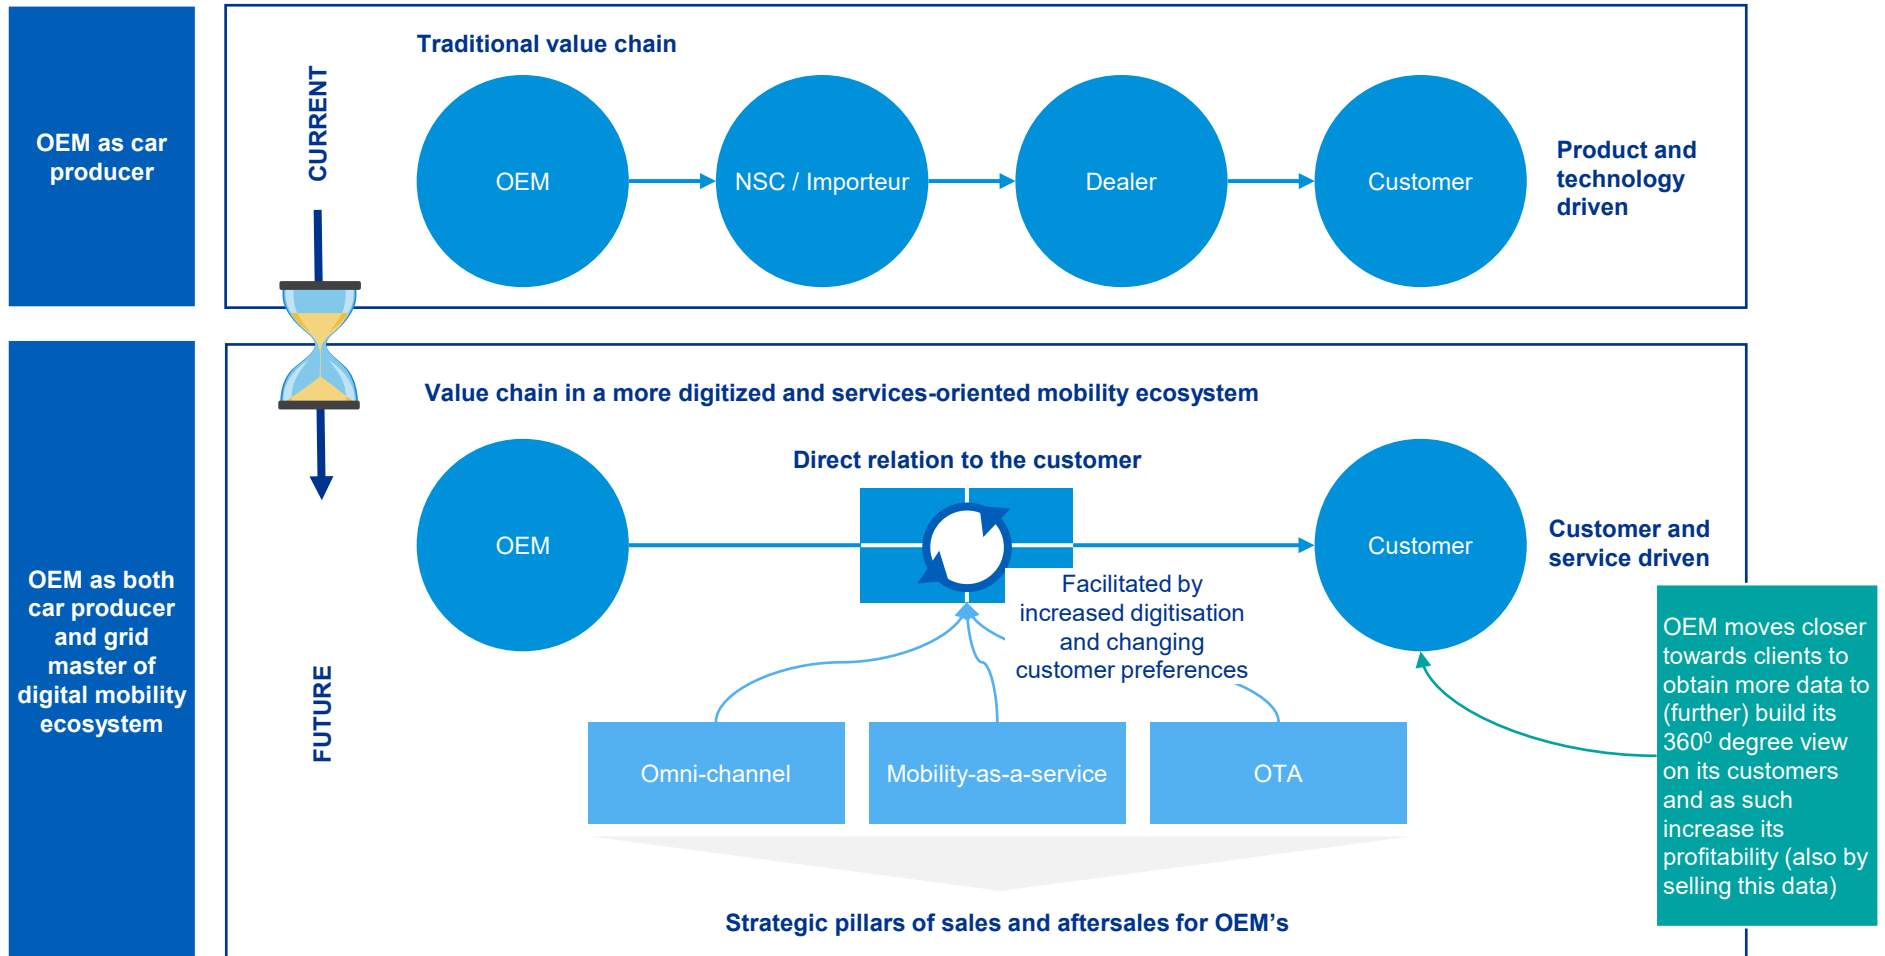 OEM as car
producer
CURRENT
Traditional value chain
OEM
NSC / Importeur
Dealer
Customer
Product and
technology
driven
OEM as both
car producer
and grid
master of
digital mobility
ecosystem
FUTURE
Value chain in a more digitized and services-oriented mobility ecosystem
Direct relation to the customer
OEM
Customer
Customer and
service driven
Facilitated by
increased digitisation
and changing
customer preferences
Omni-channel
Mobility-as-a-service
OTA
Strategic pillars of sales and aftersales for OEM’s
OEM moves closer
towards clients to
obtain more data to
(further) build its
360⁰ degree view
on its customers
and as such
increase its
profitability (also by
selling this data)